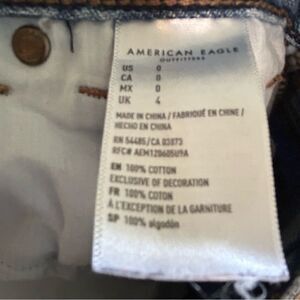 AMERICAN EAGLE
OUTFITTERS
US 0
CA 0
MX 0
UK 4
MADE IN CHINA / FABRIQUÉ EN CHINE /
HECHO EN CHINA
RN 54485/CA 03873
RFC# AEM120605U9A
EN 100% COTTON
EXCLUSIVE OF DECORATION
FR 100% COTON
À L'EXCEPTION DE LA GARNITURE
SP 100% algodón